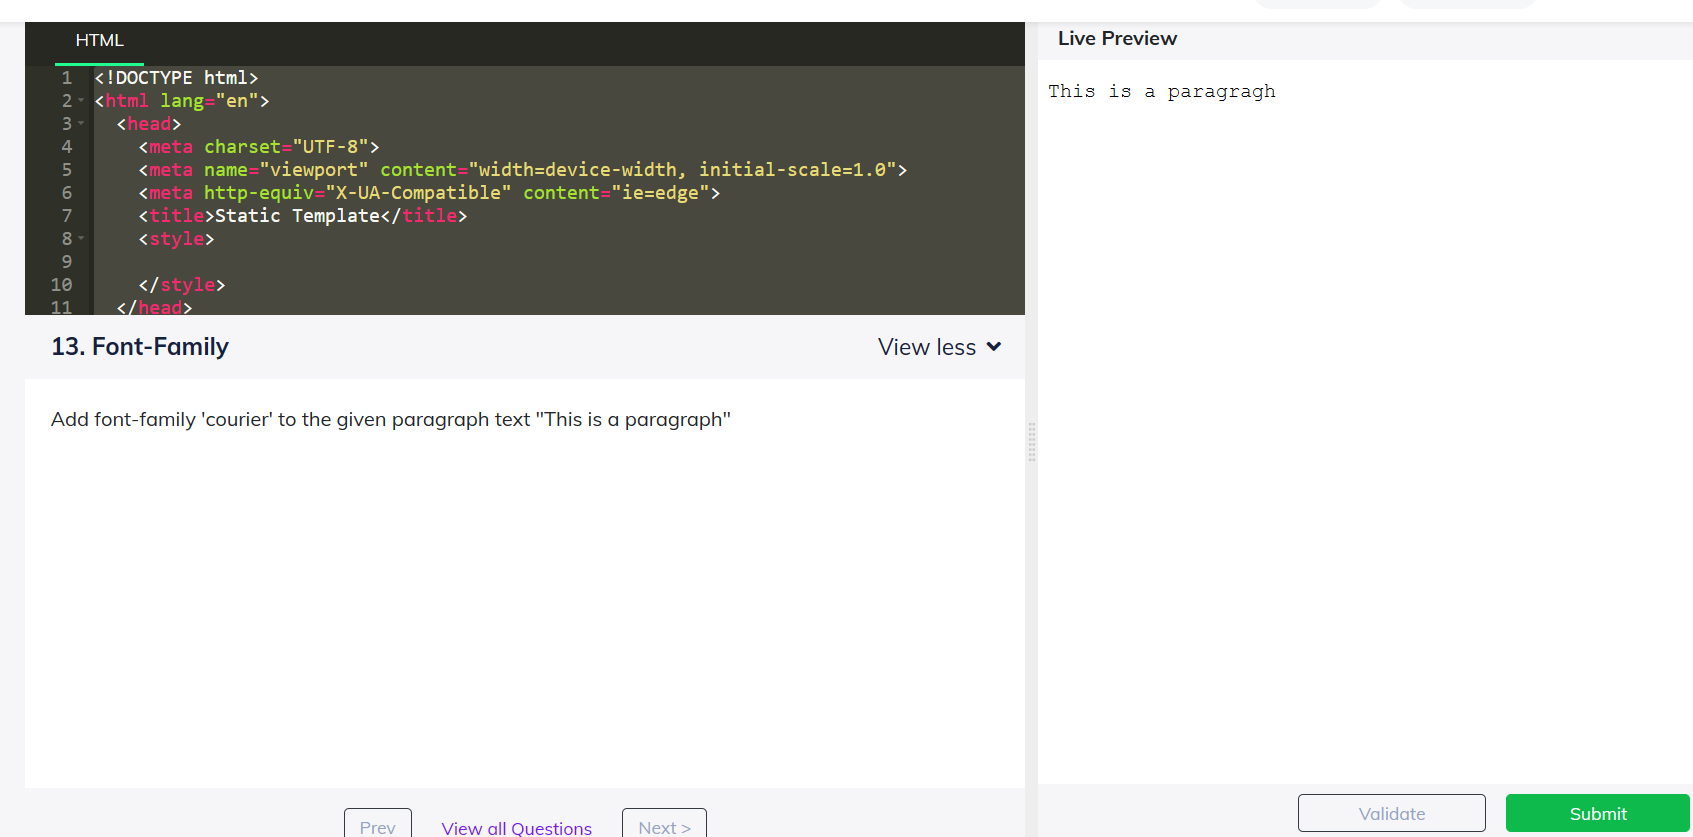 HTML
1 <!DOCTYPE html>
2 <html lang="en">
3 <head>
4 <meta charset="UTF-8">
5 <meta name="viewport" content="width=device-width, initial-scale=1.0">
6 <meta http-equiv="X-UA-Compatible" content="ie=edge">
7 <title>Static Template</title>
8 <style>
9
10 </style>
11 </head>
13. Font-Family
View less
Add font-family 'courier' to the given paragraph text "This is a paragraph"
Prev
View all Questions
Next >
Live Preview
This is a paragragh
Validate
Submit